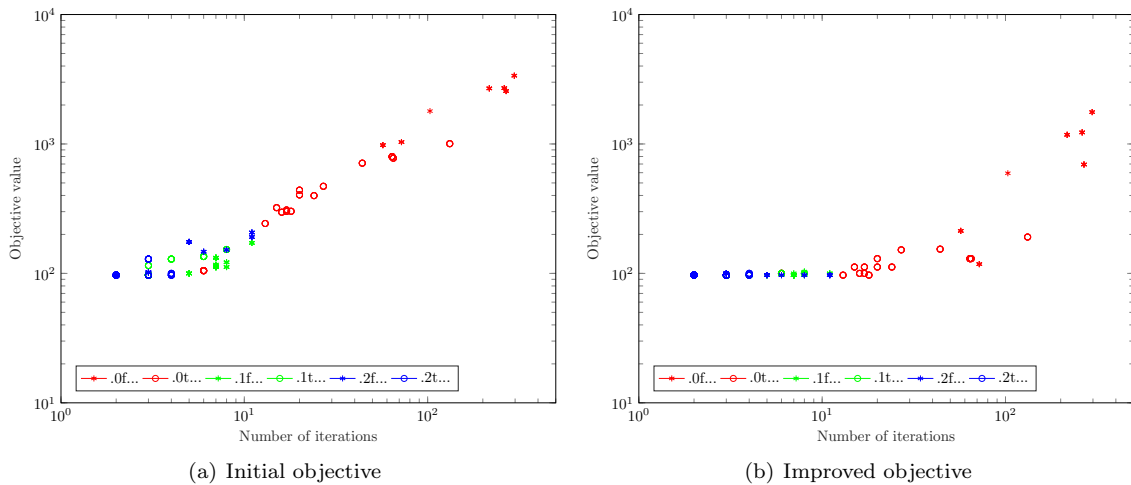 10^4
10^3
10^2
10^1
Objective value
.0f... .0t... .1f... .1t... .2f... .2t...
10^0 10^1 10^2
Number of iterations
(a) Initial objective
10^4
10^3
10^2
10^1
Objective value
.0f... .0t... .1f... .1t... .2f... .2t...
10^0 10^1 10^2
Number of iterations
(b) Improved objective